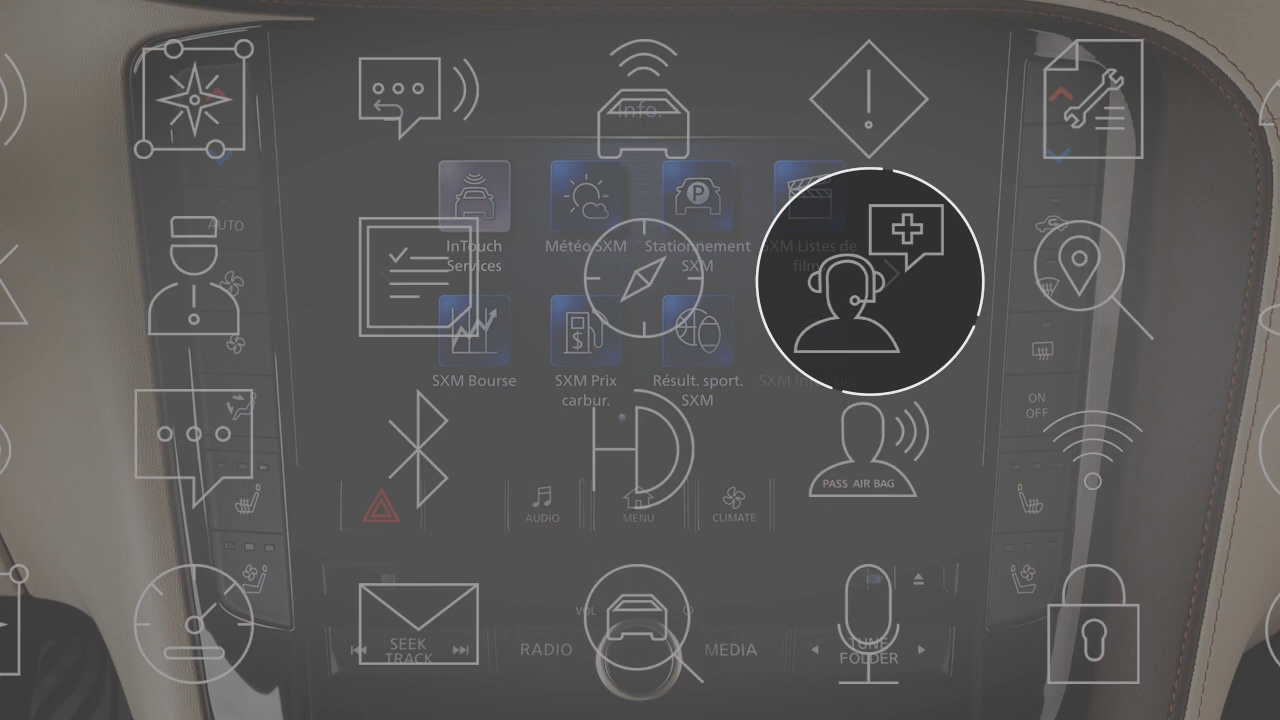 Info.
AUTO
InTouch
Services
Météo SXM
Stationnement
SXM
SXM Listes de
film
SXM Bourse
SXM Prix
carbur.
Résult. sport.
SXM
ON
OFF
PASS AIR BAG
AUDIO
MENU
CLIMATE
VOL
SEEK
TRACK
RADIO
MEDIA
TUNE
FOLDER